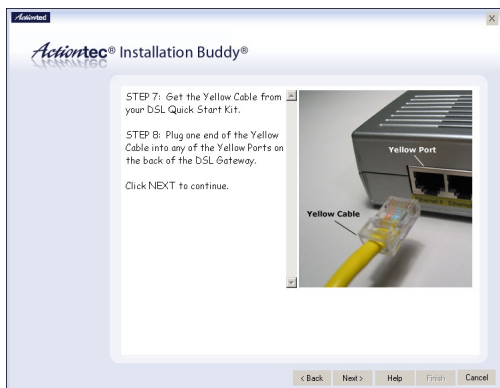 Actiontec
Actiontec® Installation Buddy®
STEP 7: Get the Yellow Cable from
your DSL Quick Start Kit.
STEP 8: Plug one end of the Yellow
Cable into any of the Yellow Ports on
the back of the DSL Gateway.
Click NEXT to continue.
Yellow Port
Ethernet
Yellow Cable
< Back
Next >
Help
Finish
Cancel